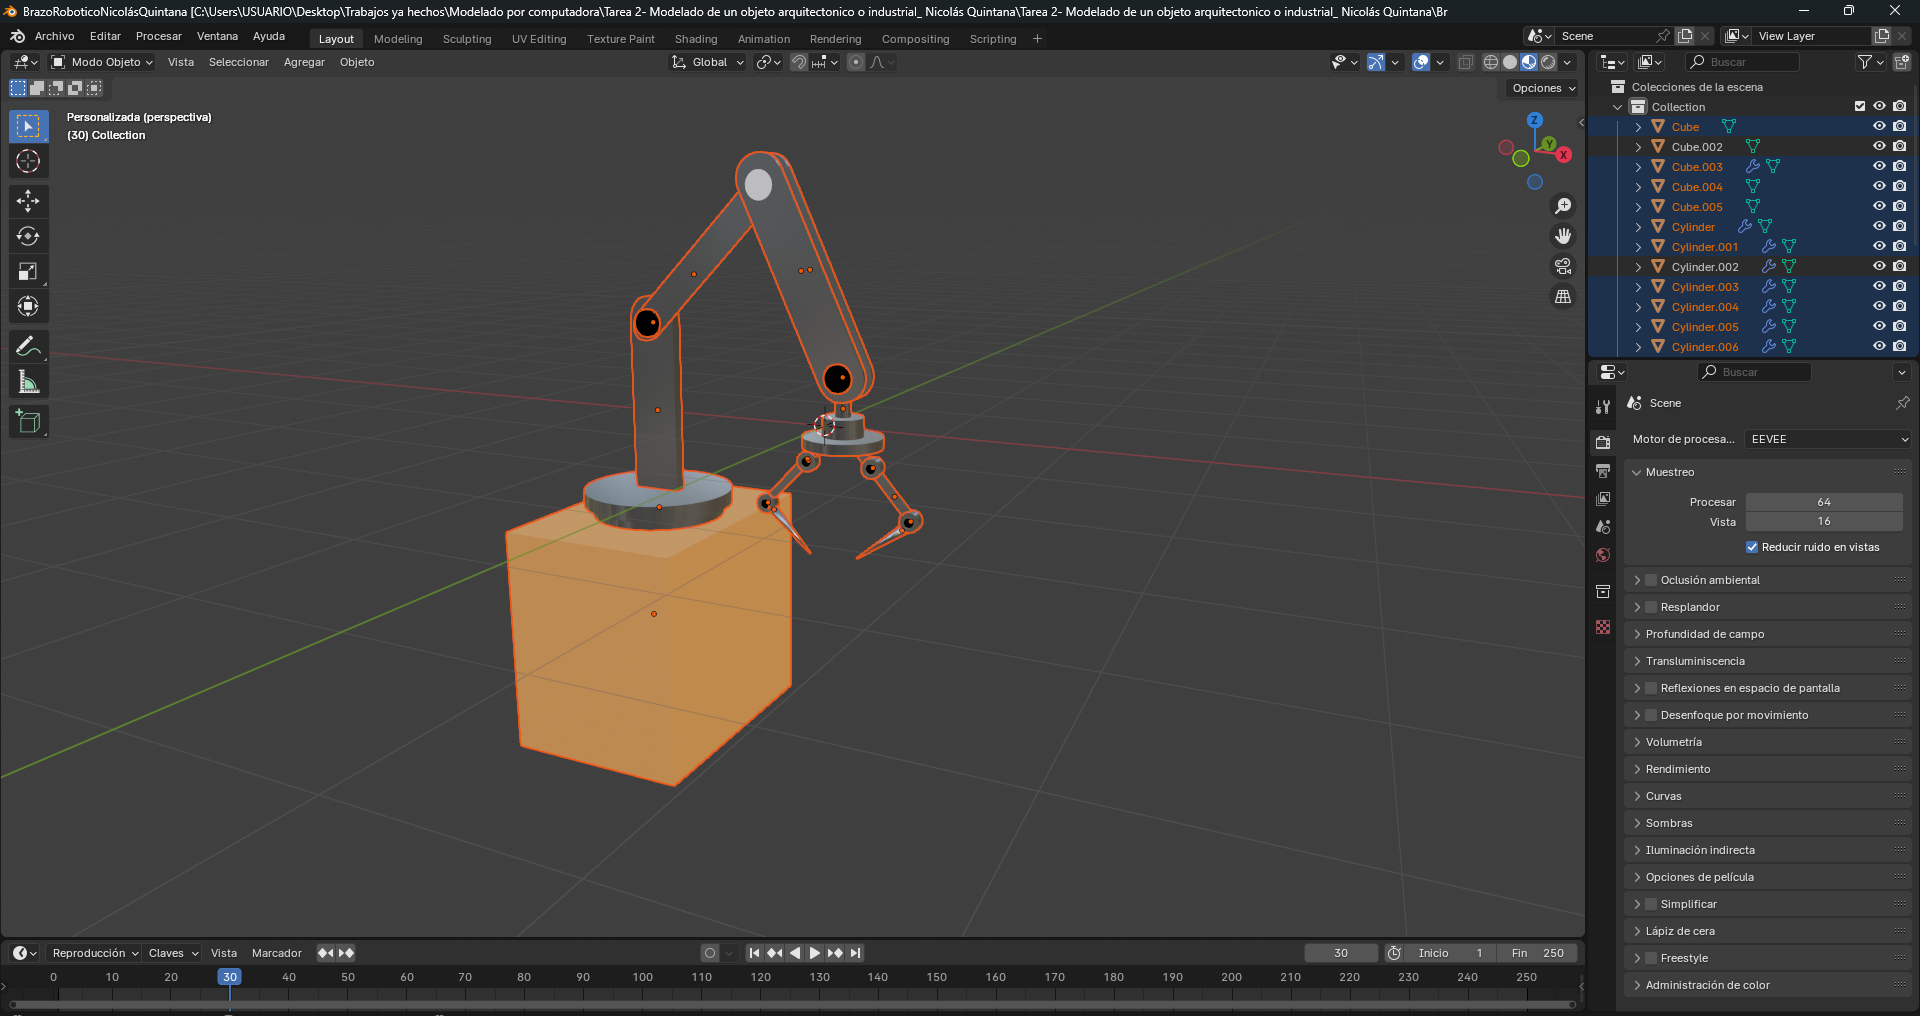 BrazoRoboticoNicolásQuintana [C:\Users\USUARIO\Desktop\Trabajos ya hechos\Modelado por computadora\Tarea 2- Modelado de un objeto arquitectonico o industrial_ Nicolás Quintana\Tarea 2- Modelado de un objeto arquitectonico o industrial_ Nicolás Quintana\Br
Archivo Editar Procesar Ventana Ayuda Layout Modeling Sculpting UV Editing Texture Paint Shading Animation Rendering Compositing Scripting + Scene View Layer
Modo Objeto Vista Seleccionar Agregar Objeto Global Buscar
Opciones
Personalizada (perspectiva)
(30) Collection
Z
Y
X
Colecciones de la escena
Collection
Cube
Cube.002
Cube.003
Cube.004
Cube.005
Cylinder
Cylinder.001
Cylinder.002
Cylinder.003
Cylinder.004
Cylinder.005
Cylinder.006
Buscar
Scene
Motor de procesa... EEVEE
Muestreo
Procesar 64
Vista 16
Reducir ruido en vistas
Oclusión ambiental
Resplandor
Profundidad de campo
Transluminiscencia
Reflexiones en espacio de pantalla
Desenfoque por movimiento
Volumetría
Rendimiento
Curvas
Sombras
Iluminación indirecta
Opciones de película
Simplificar
Lápiz de cera
Freestyle
Administración de color
Reproducción Claves Vista Marcador 30 Inicio 1 Fin 250
0 10 20 30 40 50 60 70 80 90 100 110 120 130 140 150 160 170 180 190 200 210 220 230 240 250